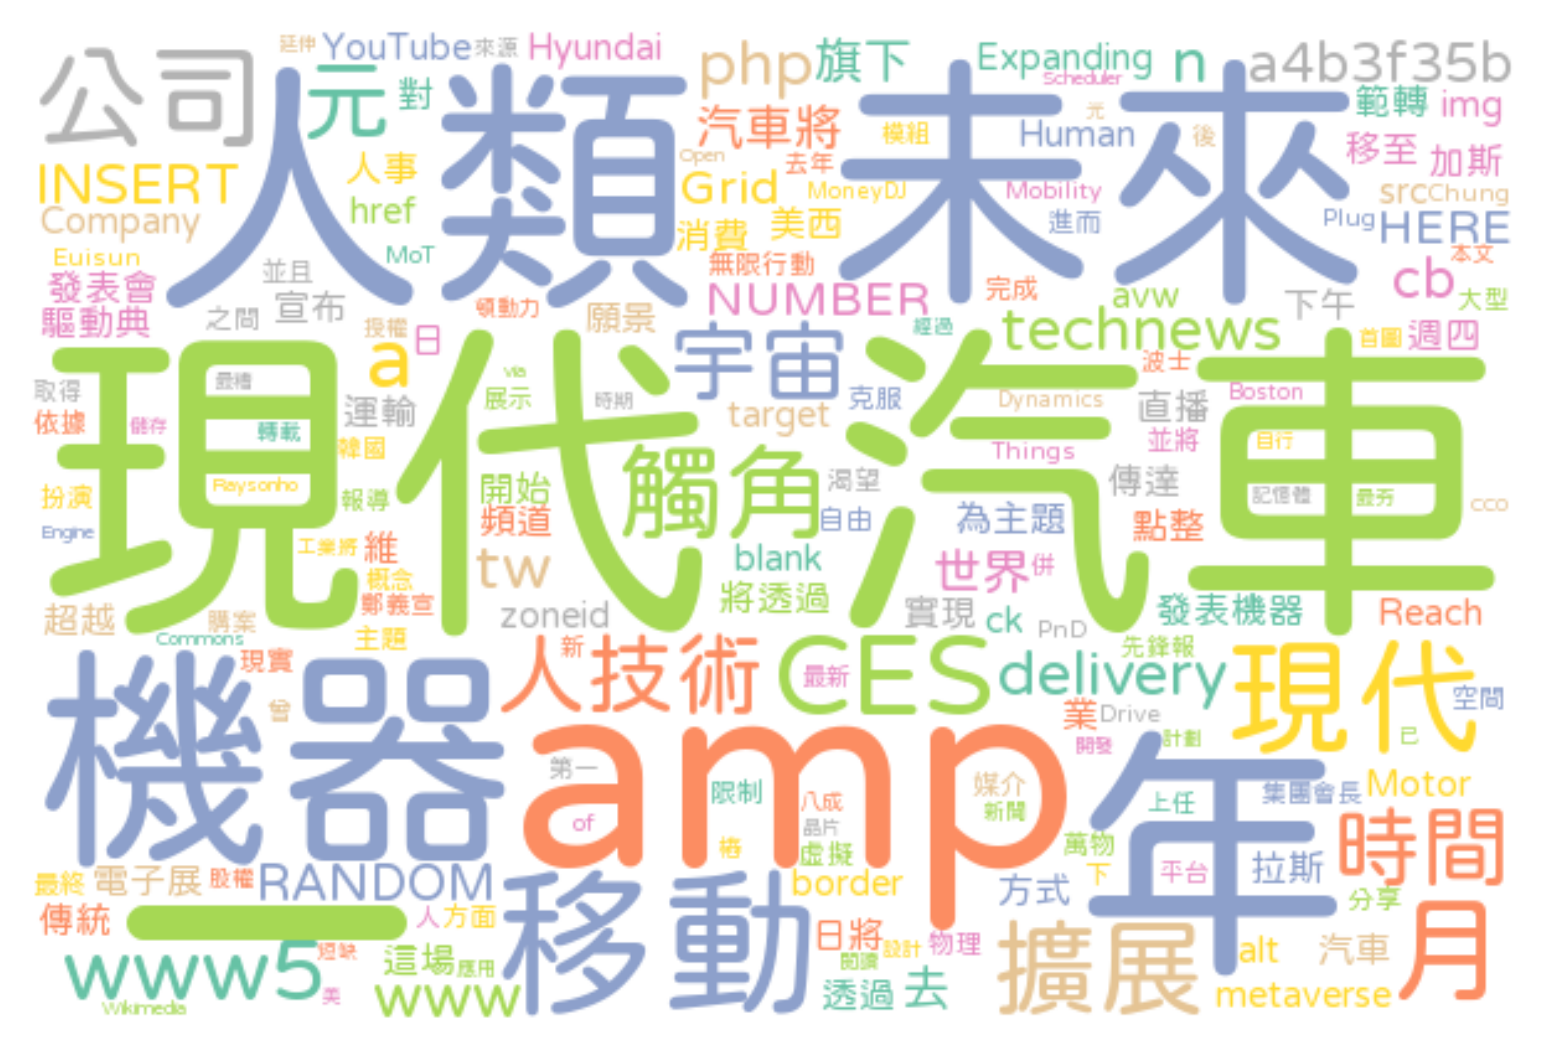 延伸 YouTube 來源 Hyundai php 旗下 Expanding n a4b3f35b
公司 元 對 Scheduler 範轉 img
人類 未來
汽車將 模組 光 Human 後 移至 加斯
INSERT 人事 Open 去年 Grid MoneyDJ Mobility src Chung
Company href 消費 美西 進而 Plug HERE
Euisun MoT 無限行動 本文
發表會 並且 NUMBER 完成 avw 下午 cb 大型
驅動典 之間 宣布 頓動力 願景 technews
授權 a 日 宇宙 經過 首圖 週四
現代汽車
取得 最糟 運輸 via 展示 時期 target 克服 Dynamics 波士 直播 Boston
依據 儲存 轉載 韓國 觸角 Things 並將 自行
扮演 Raysonho 報導 開始 渴望 傳達 記憶體 最夯 CC0
Engine 工業將 維 頻道 自由 為主題 點整
概念 tw blank 世界 併
超越 購案 鄭義宣 zoneid 將透過 實現 ck PnD 發表機器 Reach
Commons 主題 先鋒報
現實 人技術 新 CES 最新 delivery 現代
機器 曾 業 Drive 空間
amp 開發 計劃 已
第一 限制 八成 媒介 年 集團會長 Motor
of 晶片 新聞 上任 時間
樁 虛擬 萬物
最終 電子展 股權 RANDOM border 方式 下 平台 拉斯 分享
傳統 一 人 方面 移動 日將 設計 物理 擴展 月
www5 短缺 這場 應用 閱讀 alt 汽車
Wikimedia 美 www 透過 去 metaverse